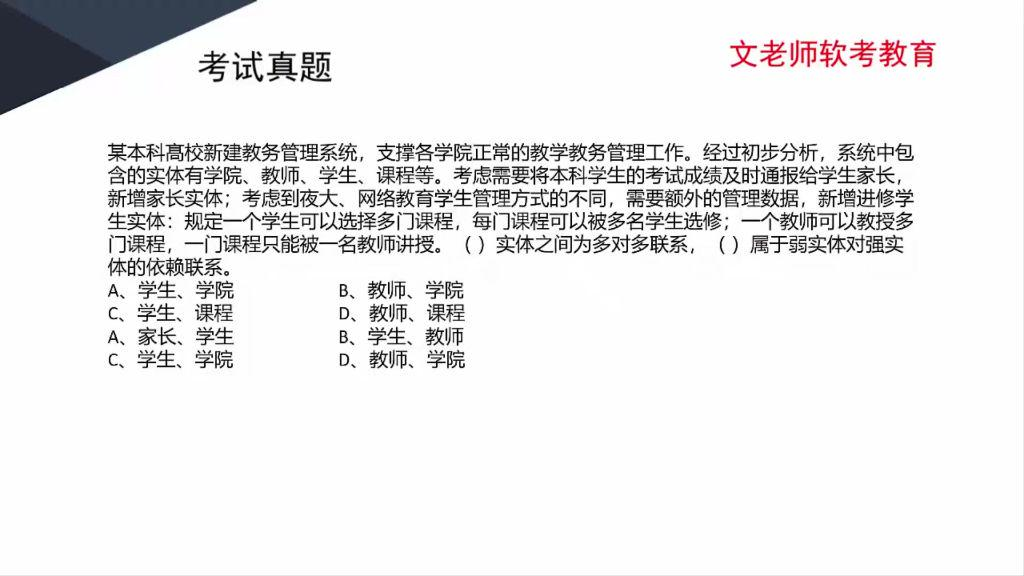 考试真题
文老师软考教育
某本科高校新建教务管理系统，支撑各学院正常的教学教务管理工作。经过初步分析，系统中包
含的实体有学院、教师、学生、课程等。考虑需要将本科学生的考试成绩及时通报给学生家长，
新增家长实体；考虑到夜大、网络教育学生管理方式的不同，需要额外的管理数据，新增进修学
生实体：规定一个学生可以选择多门课程，每门课程可以被多名学生选修；一个教师可以教授多
门课程，一门课程只能被一名教师讲授。（ ）实体之间为多对多联系，（ ）属于弱实体对强实
体的依赖联系。
A、学生、学院 B、教师、学院
C、学生、课程 D、教师、课程
A、家长、学生 B、学生、教师
C、学生、学院 D、教师、学院